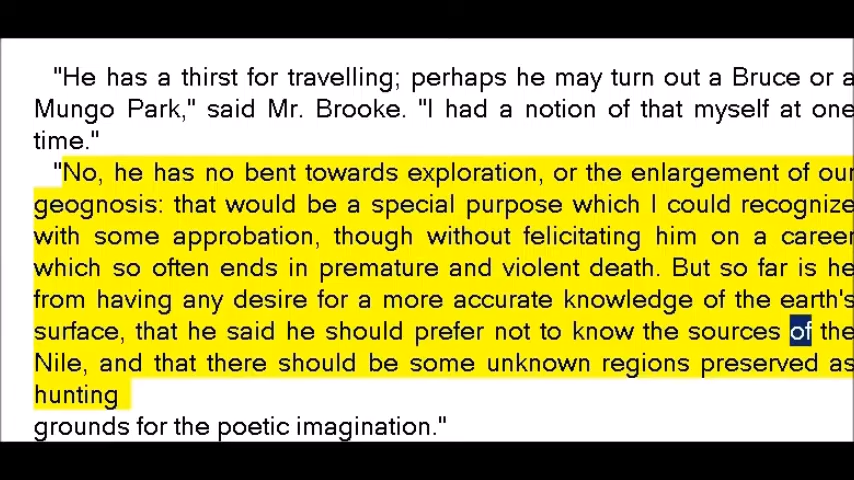 "He has a thirst for travelling; perhaps he may turn out a Bruce or a
Mungo Park," said Mr. Brooke. "I had a notion of that myself at one
time."
"No, he has no bent towards exploration, or the enlargement of our
geognosis: that would be a special purpose which I could recognize
with some approbation, though without felicitating him on a career
which so often ends in premature and violent death. But so far is he
from having any desire for a more accurate knowledge of the earth's
surface, that he said he should prefer not to know the sources of the
Nile, and that there should be some unknown regions preserved as
hunting
grounds for the poetic imagination."